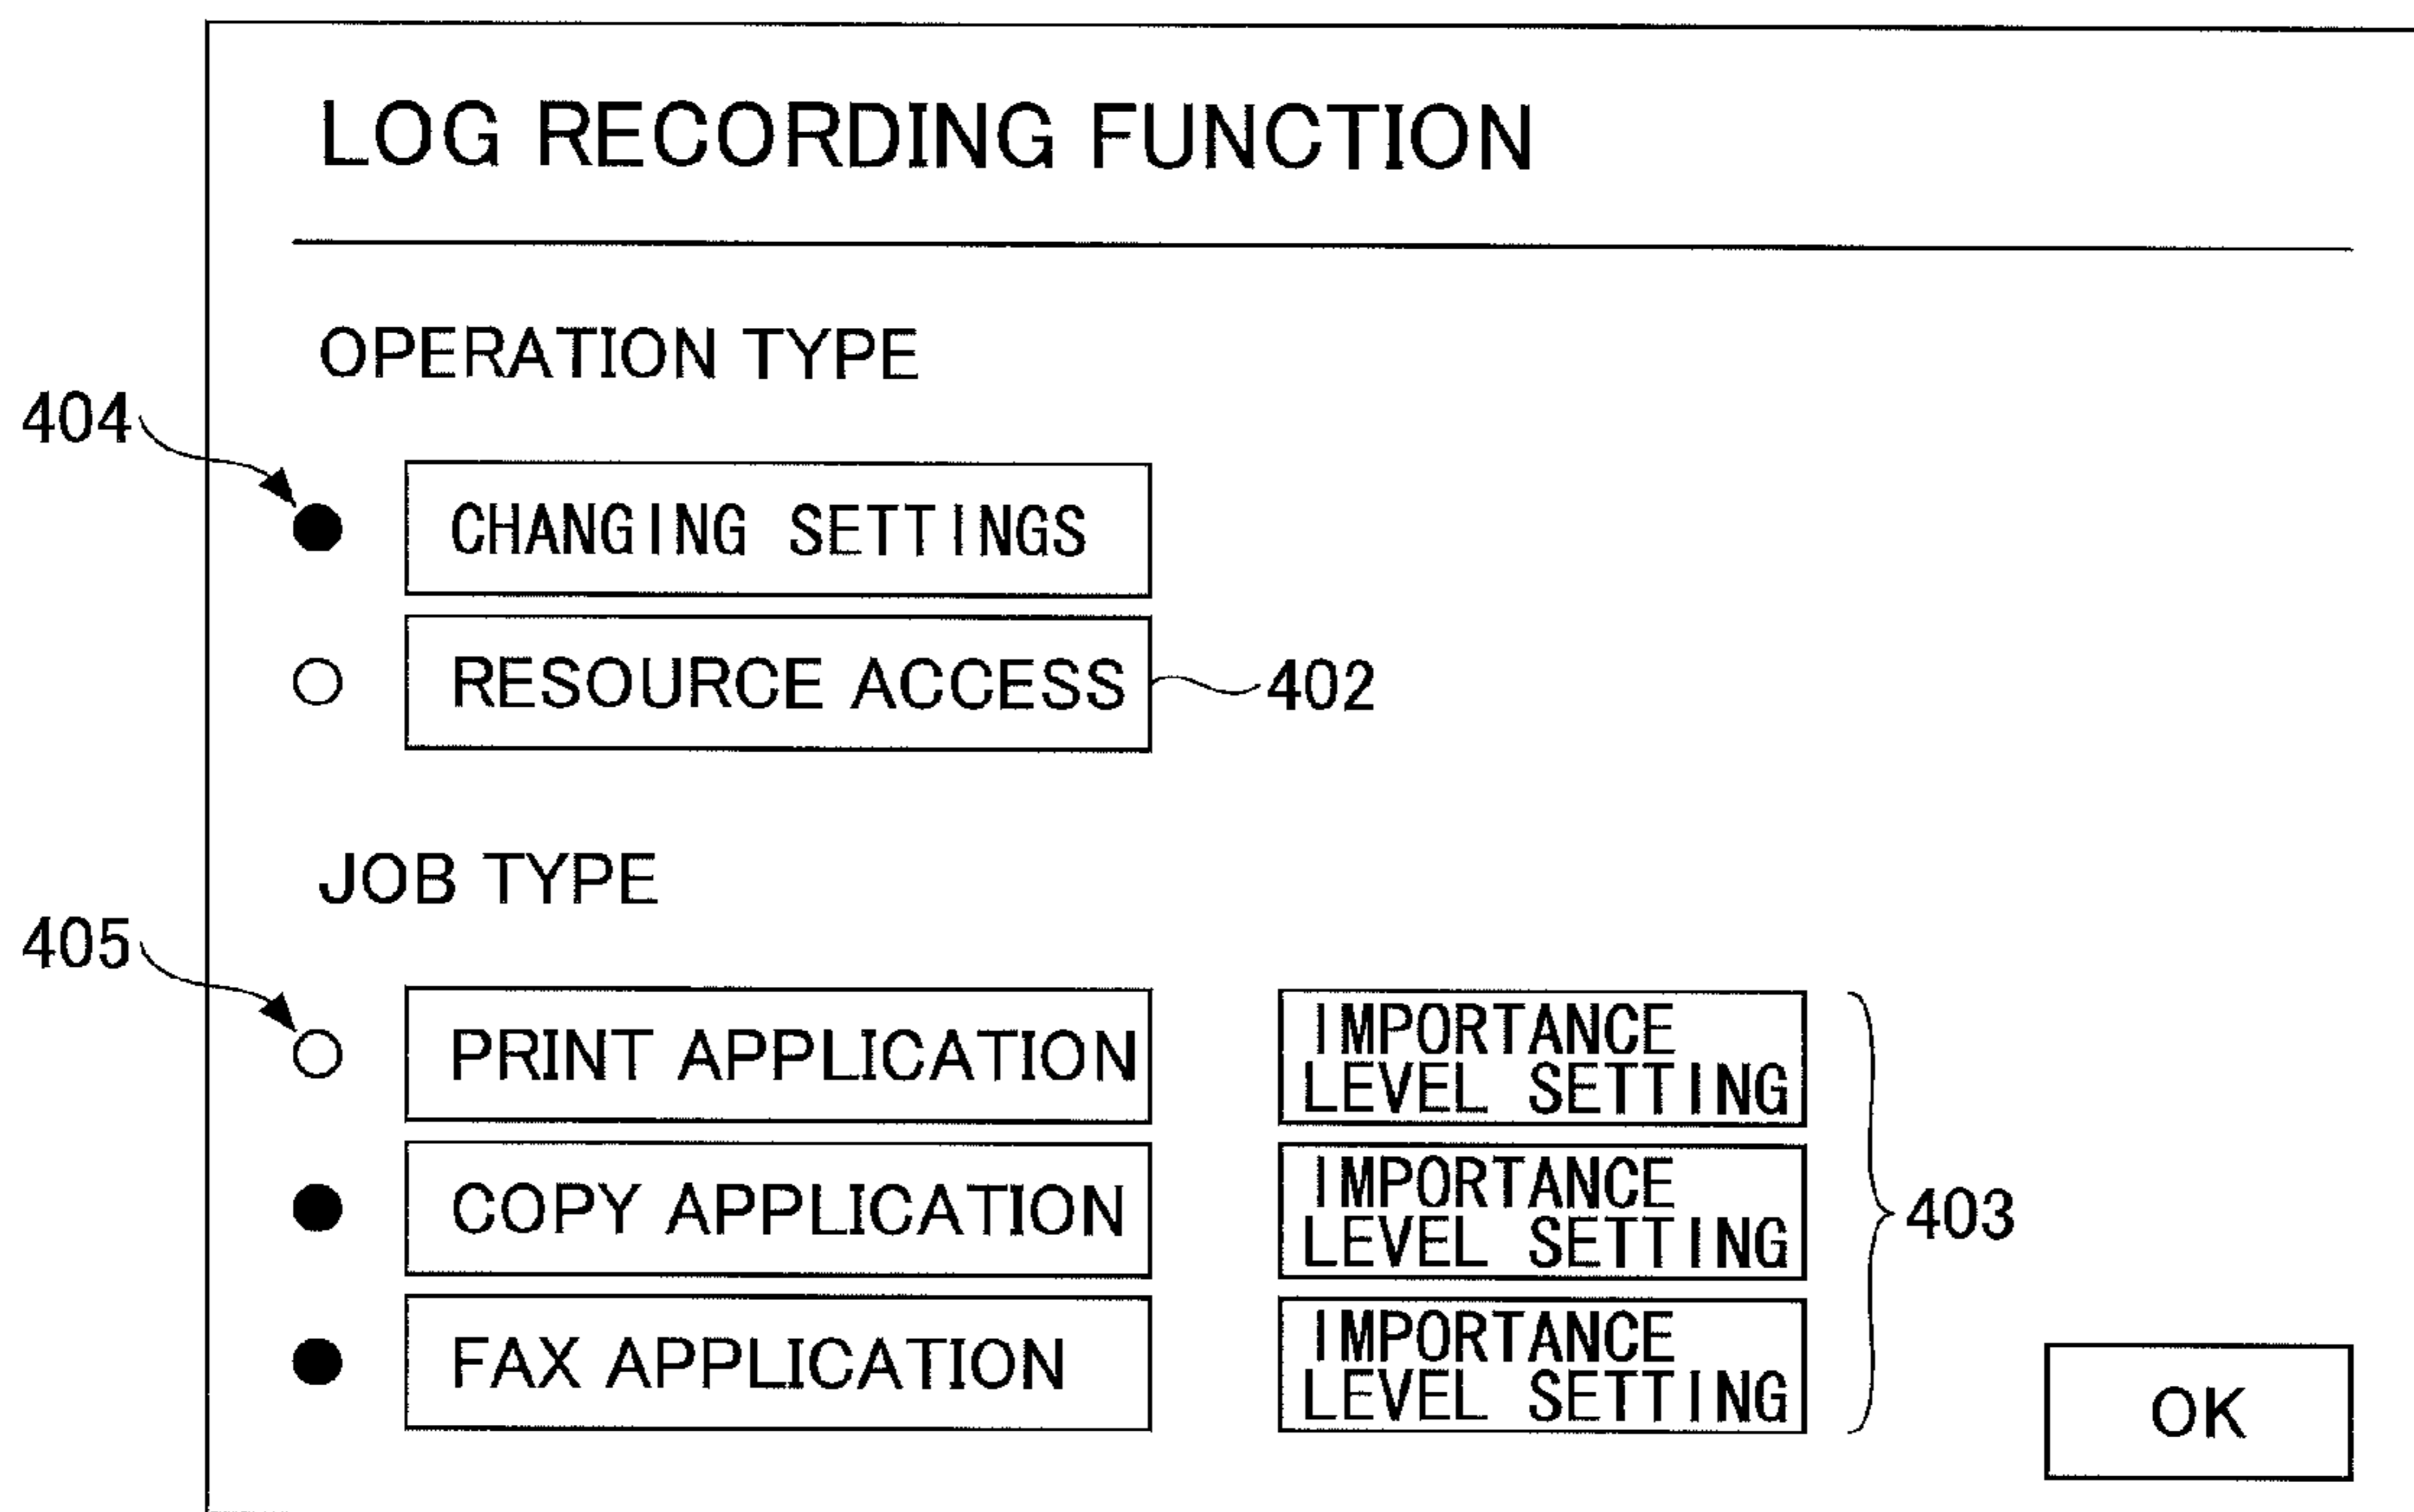 LOG RECORDING FUNCTION
OPERATION TYPE
404
CHANGING SETTINGS
RESOURCE ACCESS
402
JOB TYPE
405
PRINT APPLICATION
IMPORTANCE
LEVEL SETTING
COPY APPLICATION
IMPORTANCE
LEVEL SETTING
403
FAX APPLICATION
IMPORTANCE
LEVEL SETTING
OK